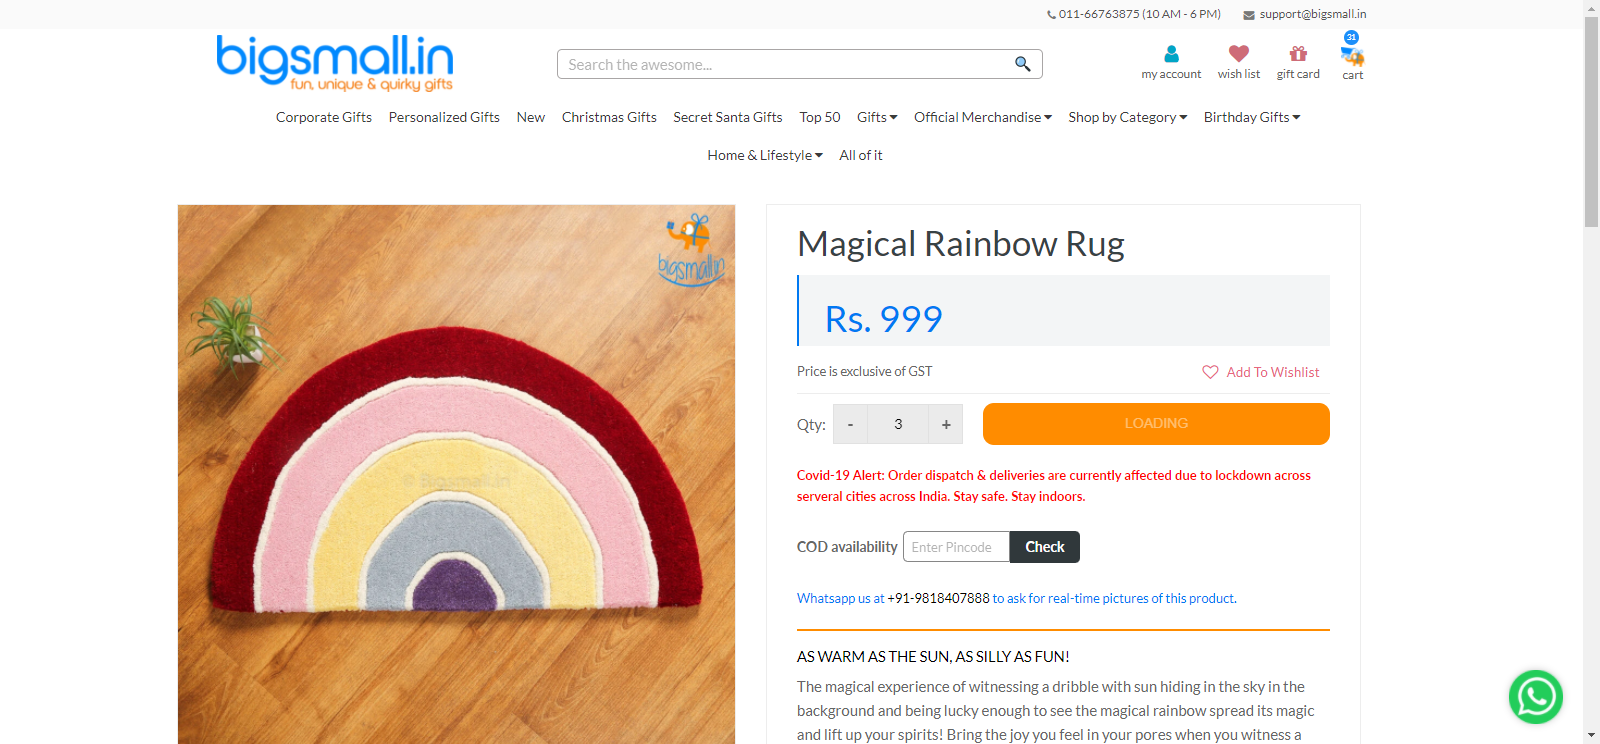 011-66763875 (10 AM - 6 PM) support@bigsmall.in
bigsmall.in
fun, unique & quirky gifts
Search the awesome...
my account
wish list
gift card
31
cart
Corporate Gifts Personalized Gifts New Christmas Gifts Secret Santa Gifts Top 50 Gifts Official Merchandise Shop by Category Birthday Gifts
Home & Lifestyle All of it
bigsmall.in
© Bigsmall.in
Magical Rainbow Rug
Rs. 999
Price is exclusive of GST
Add To Wishlist
Qty: - 3 + LOADING
Covid-19 Alert: Order dispatch & deliveries are currently affected due to lockdown across
serveral cities across India. Stay safe. Stay indoors.
COD availability Enter Pincode Check
Whatsapp us at +91-9818407888 to ask for real-time pictures of this product.
AS WARM AS THE SUN, AS SILLY AS FUN!
The magical experience of witnessing a dribble with sun hiding in the sky in the
background and being lucky enough to see the magical rainbow spread its magic
and lift up your spirits! Bring the joy you feel in your pores when you witness a